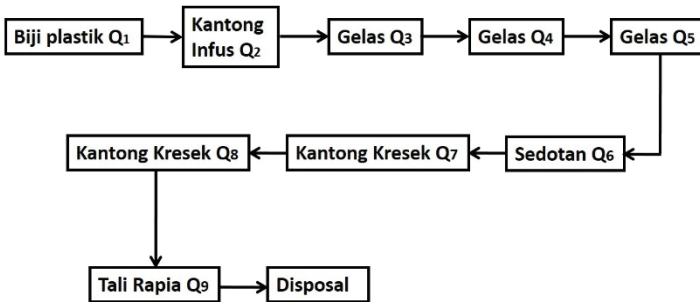 Biji plastik Q1
Kantong
Infus Q2
Gelas Q3
Gelas Q4
Gelas Q5
Sedotan Q6
Kantong Kresek Q7
Kantong Kresek Q8
Tali Rapia Q9
Disposal